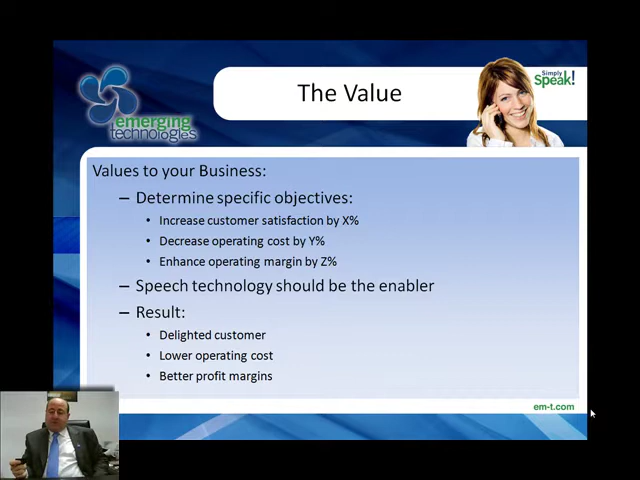 The Value
Simply
Speak!
emerging
technologies
Values to your Business:
– Determine specific objectives:
• Increase customer satisfaction by X%
• Decrease operating cost by Y%
• Enhance operating margin by Z%
– Speech technology should be the enabler
– Result:
• Delighted customer
• Lower operating cost
• Better profit margins
em-t.com